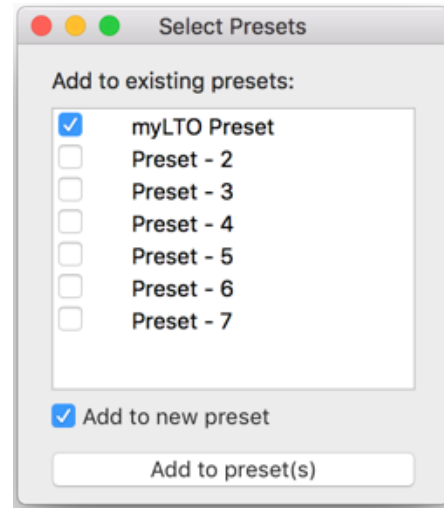 Select Presets
Add to existing presets:
myLTO Preset
Preset - 2
Preset - 3
Preset - 4
Preset - 5
Preset - 6
Preset - 7
Add to new preset
Add to preset(s)